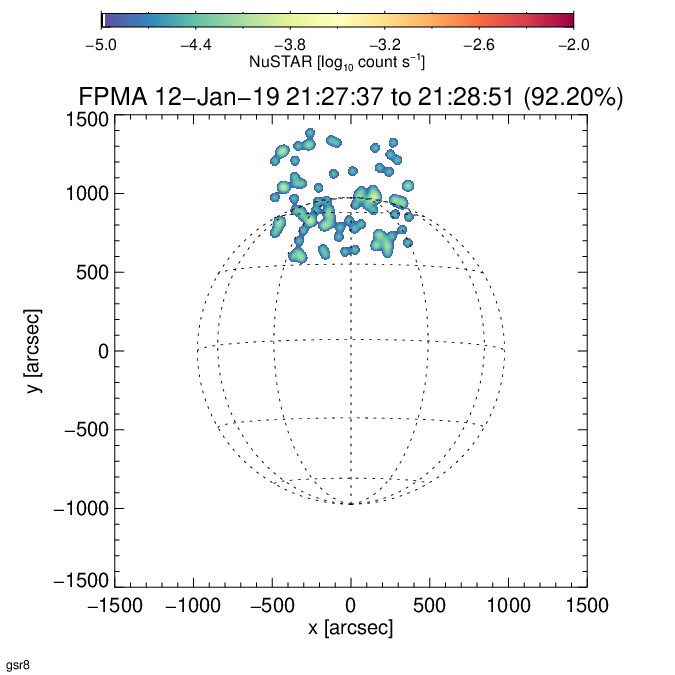 −5.0 −4.4 −3.8 −3.2 −2.6 −2.0
NuSTAR [log10 count s−1]
FPMA 12−Jan−19 21:27:37 to 21:28:51 (92.20%)
1500
1000
500
0
−500
−1000
−1500
y [arcsec]
−1500 −1000 −500 0 500 1000 1500
x [arcsec]
gsr8